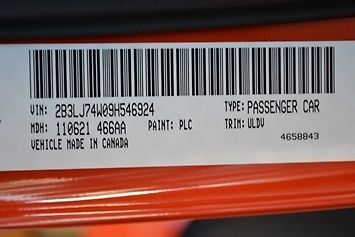 VIN: 2B3LJ74W09H546924 TYPE: PASSENGER CAR
MDH: 110621 466AA PAINT: PLC TRIM: ULDV
VEHICLE MADE IN CANADA 4658843